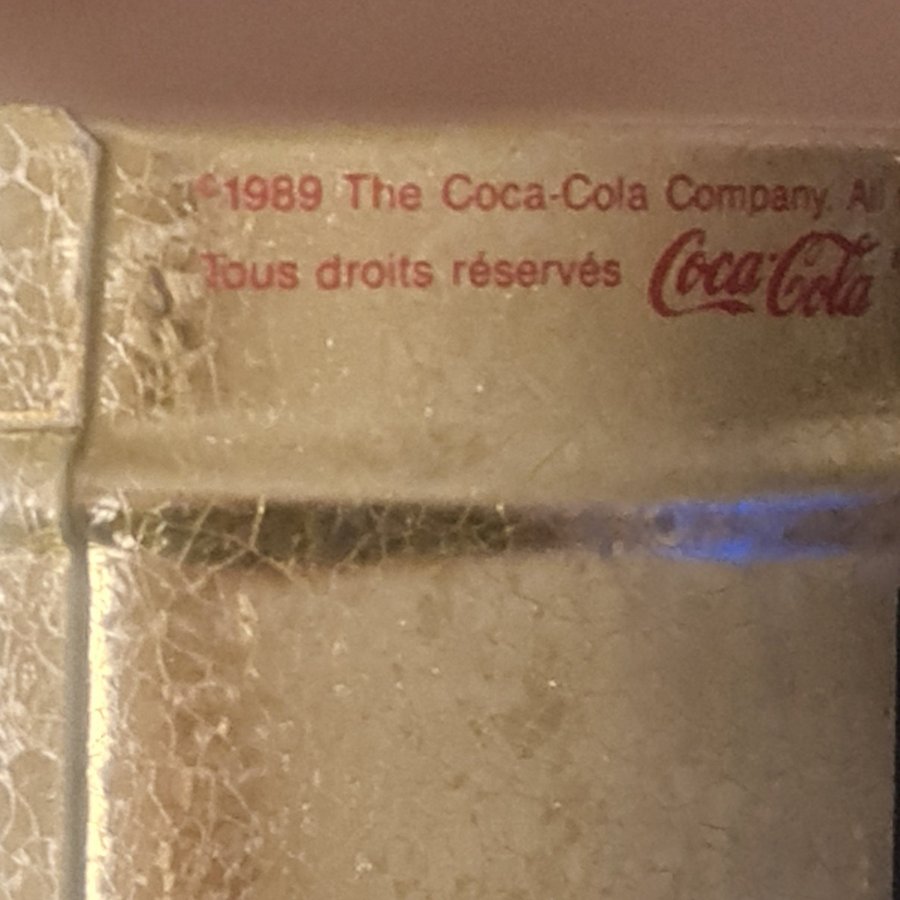 ©1989 The Coca-Cola Company. All
Tous droits réservés Coca-Cola